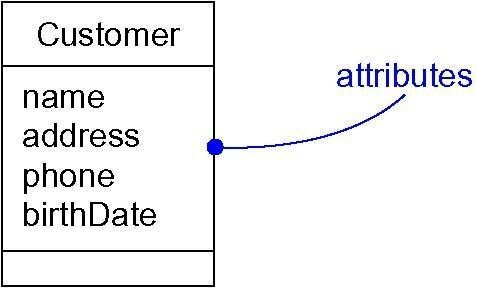 Customer
name
address
phone
birthDate
attributes